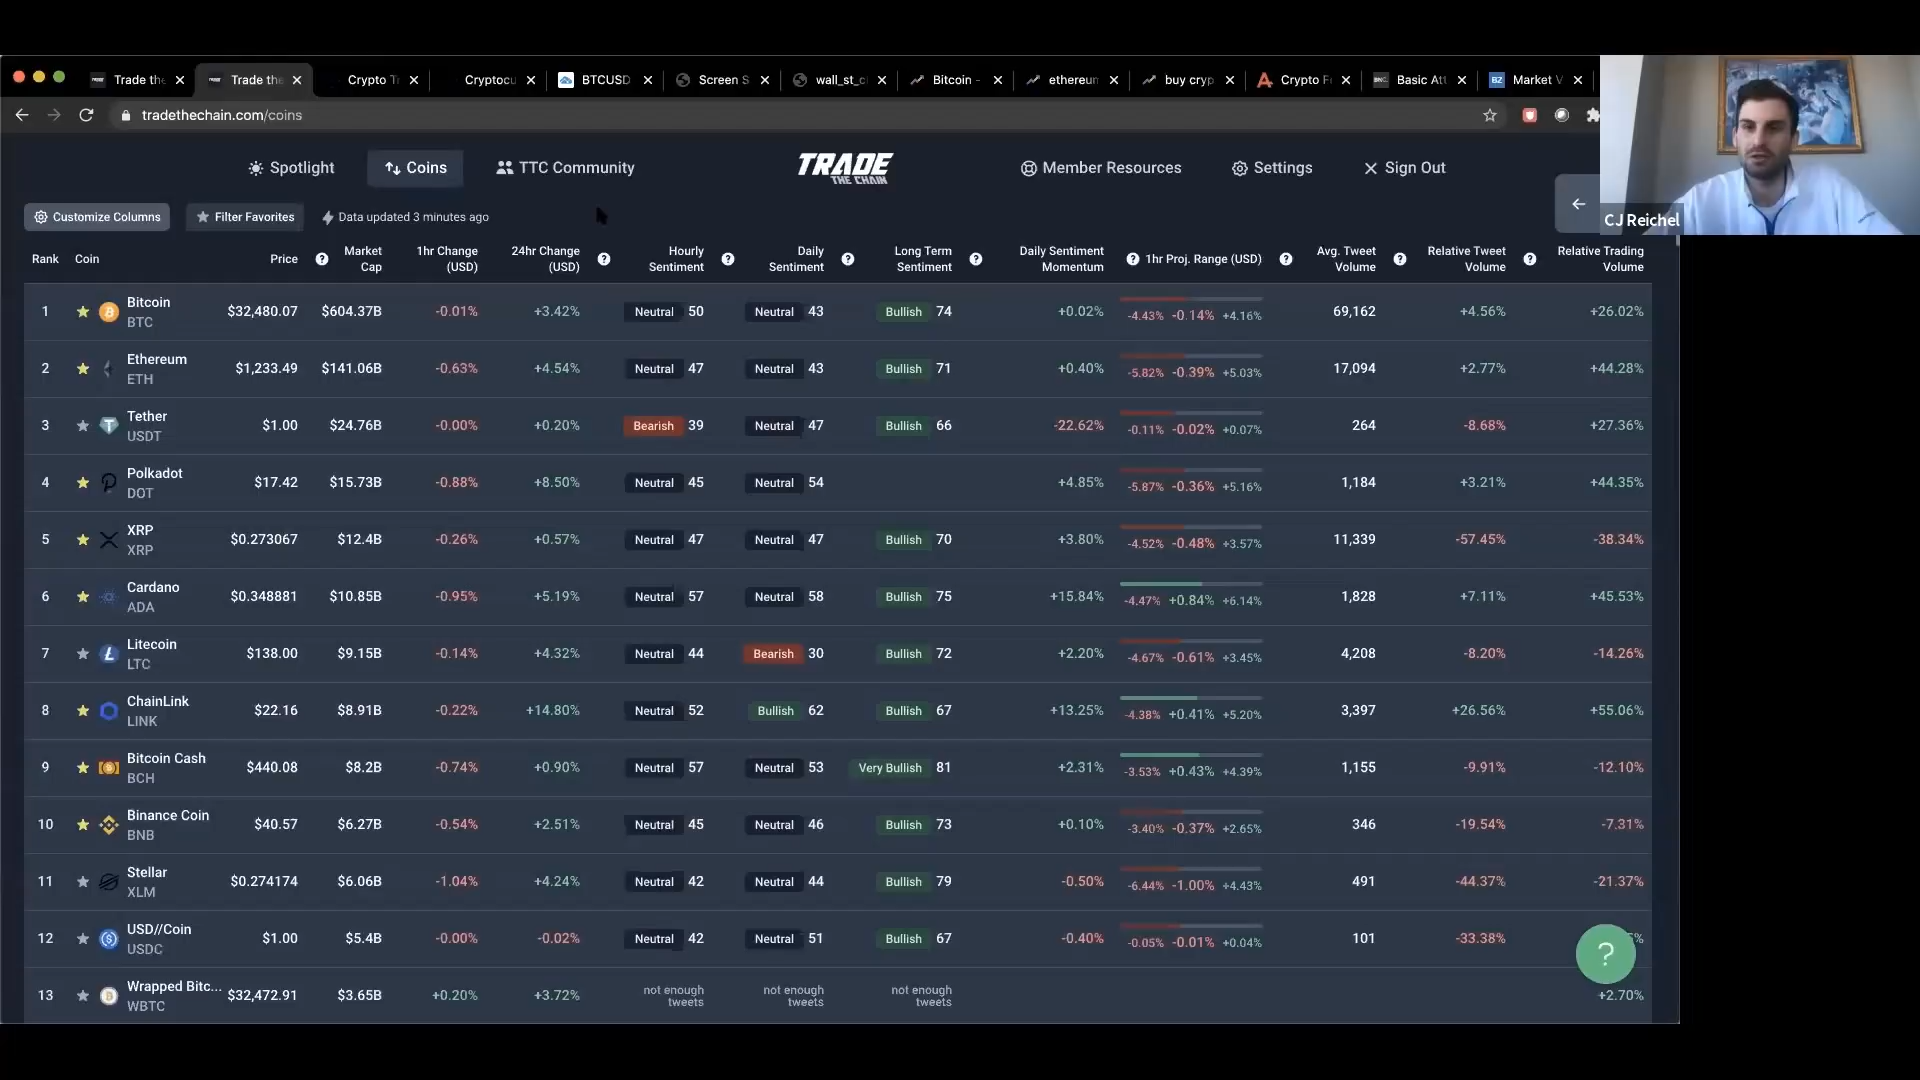 Trade the
Trade the
Crypto T
Cryptocu
BTCUSD
Screen S
wall_st_c
Bitcoin -
ethereum
buy cryp
Crypto F
Basic Att
Market V
tradethechain.com/coins
Spotlight
Coins
TTC Community
TRADE
THE CHAIN
Member Resources
Settings
Sign Out
CJ Reichel
Customize Columns
Filter Favorites
Data updated 3 minutes ago
Rank Coin Price Market Cap 1hr Change (USD) 24hr Change (USD) Hourly Sentiment Daily Sentiment Long Term Sentiment Daily Sentiment Momentum 1hr Proj. Range (USD) Avg. Tweet Volume Relative Tweet Volume Relative Trading Volume
1 Bitcoin BTC $32,480.07 $604.37B -0.01% +3.42% Neutral 50 Neutral 43 Bullish 74 +0.02% -4.43% -0.14% +4.16% 69,162 +4.56% +26.02%
2 Ethereum ETH $1,233.49 $141.06B -0.63% +4.54% Neutral 47 Neutral 43 Bullish 71 +0.40% -5.82% -0.39% +5.03% 17,094 +2.77% +44.28%
3 Tether USDT $1.00 $24.76B -0.00% +0.20% Bearish 39 Neutral 47 Bullish 66 -22.62% -0.11% -0.02% +0.07% 264 -8.68% +27.36%
4 Polkadot DOT $17.42 $15.73B -0.88% +8.50% Neutral 45 Neutral 54 +4.85% -5.87% -0.36% +5.16% 1,184 +3.21% +44.35%
5 XRP XRP $0.273067 $12.4B -0.26% +0.57% Neutral 47 Neutral 47 Bullish 70 +3.80% -4.52% -0.48% +3.57% 11,339 -57.45% -38.34%
6 Cardano ADA $0.348881 $10.85B -0.95% +5.19% Neutral 57 Neutral 58 Bullish 75 +15.84% -4.47% +0.84% +6.14% 1,828 +7.11% +45.53%
7 Litecoin LTC $138.00 $9.15B -0.14% +4.32% Neutral 44 Bearish 30 Bullish 72 +2.20% -4.67% -0.61% +3.45% 4,208 -8.20% -14.26%
8 ChainLink LINK $22.16 $8.91B -0.22% +14.80% Neutral 52 Bullish 62 Bullish 67 +13.25% -4.38% +0.41% +5.20% 3,397 +26.56% +55.06%
9 Bitcoin Cash BCH $440.08 $8.2B -0.74% +0.90% Neutral 57 Neutral 53 Very Bullish 81 +2.31% -3.53% +0.43% +4.39% 1,155 -9.91% -12.10%
10 Binance Coin BNB $40.57 $6.27B -0.54% +2.51% Neutral 45 Neutral 46 Bullish 73 +0.10% -3.40% -0.37% +2.65% 346 -19.54% -7.31%
11 Stellar XLM $0.274174 $6.06B -1.04% +4.24% Neutral 42 Neutral 44 Bullish 79 -0.50% -6.44% -1.00% +4.43% 491 -44.37% -21.37%
12 USD//Coin USDC $1.00 $5.4B -0.00% -0.02% Neutral 42 Neutral 51 Bullish 67 -0.40% -0.05% -0.01% +0.04% 101 -33.38%
13 Wrapped Bitc... WBTC $32,472.91 $3.65B +0.20% +3.72% not enough tweets not enough tweets not enough tweets +2.70%